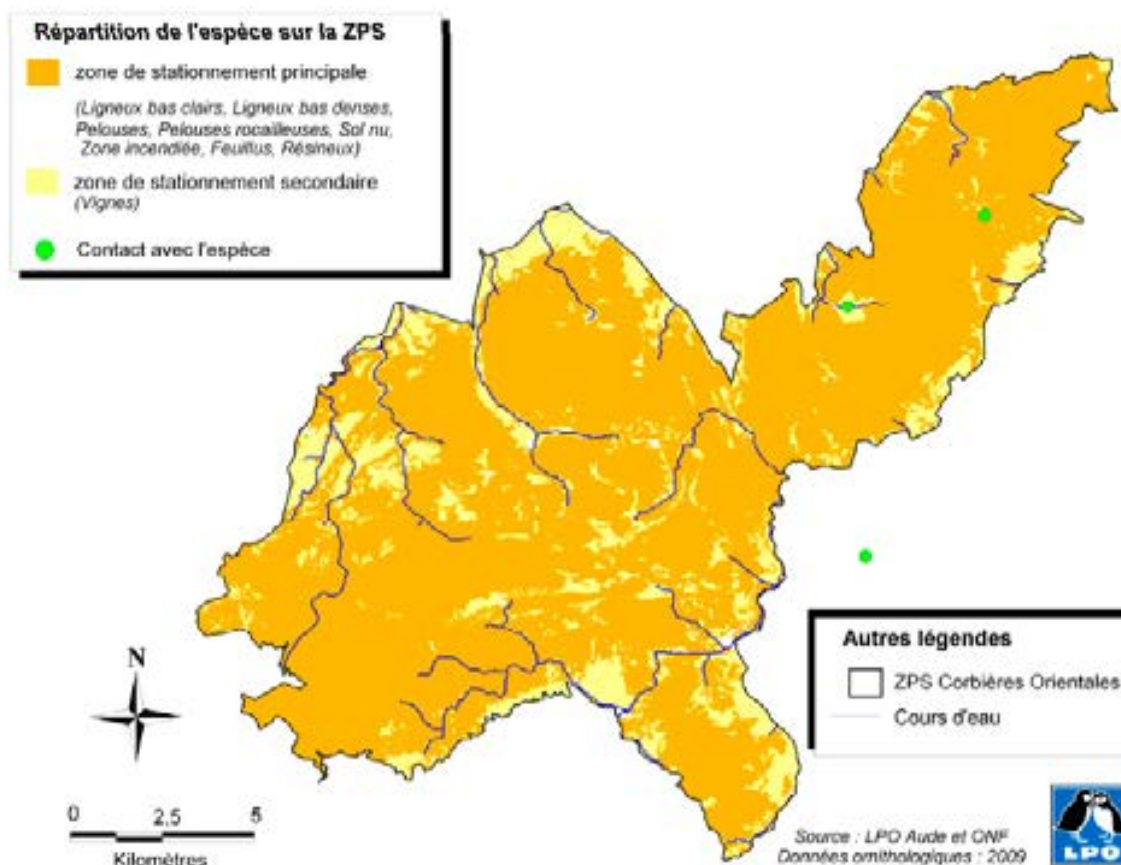 Répartition de l'espèce sur la ZPS
zone de stationnement principale
(Ligneux bas clairs, Ligneux bas denses,
Pelouses, Pelouses rocailleuses, Sol nu,
Zone incendiée, Feuillus, Résineux)
zone de stationnement secondaire
(Vignes)
Contact avec l'espèce
N
Autres légendes
ZPS Corbières Orientales
Cours d'eau
0 2,5 5
Kilomètres
Source : LPO Aude et ONF
Données ornithologiques : 2009
LPO